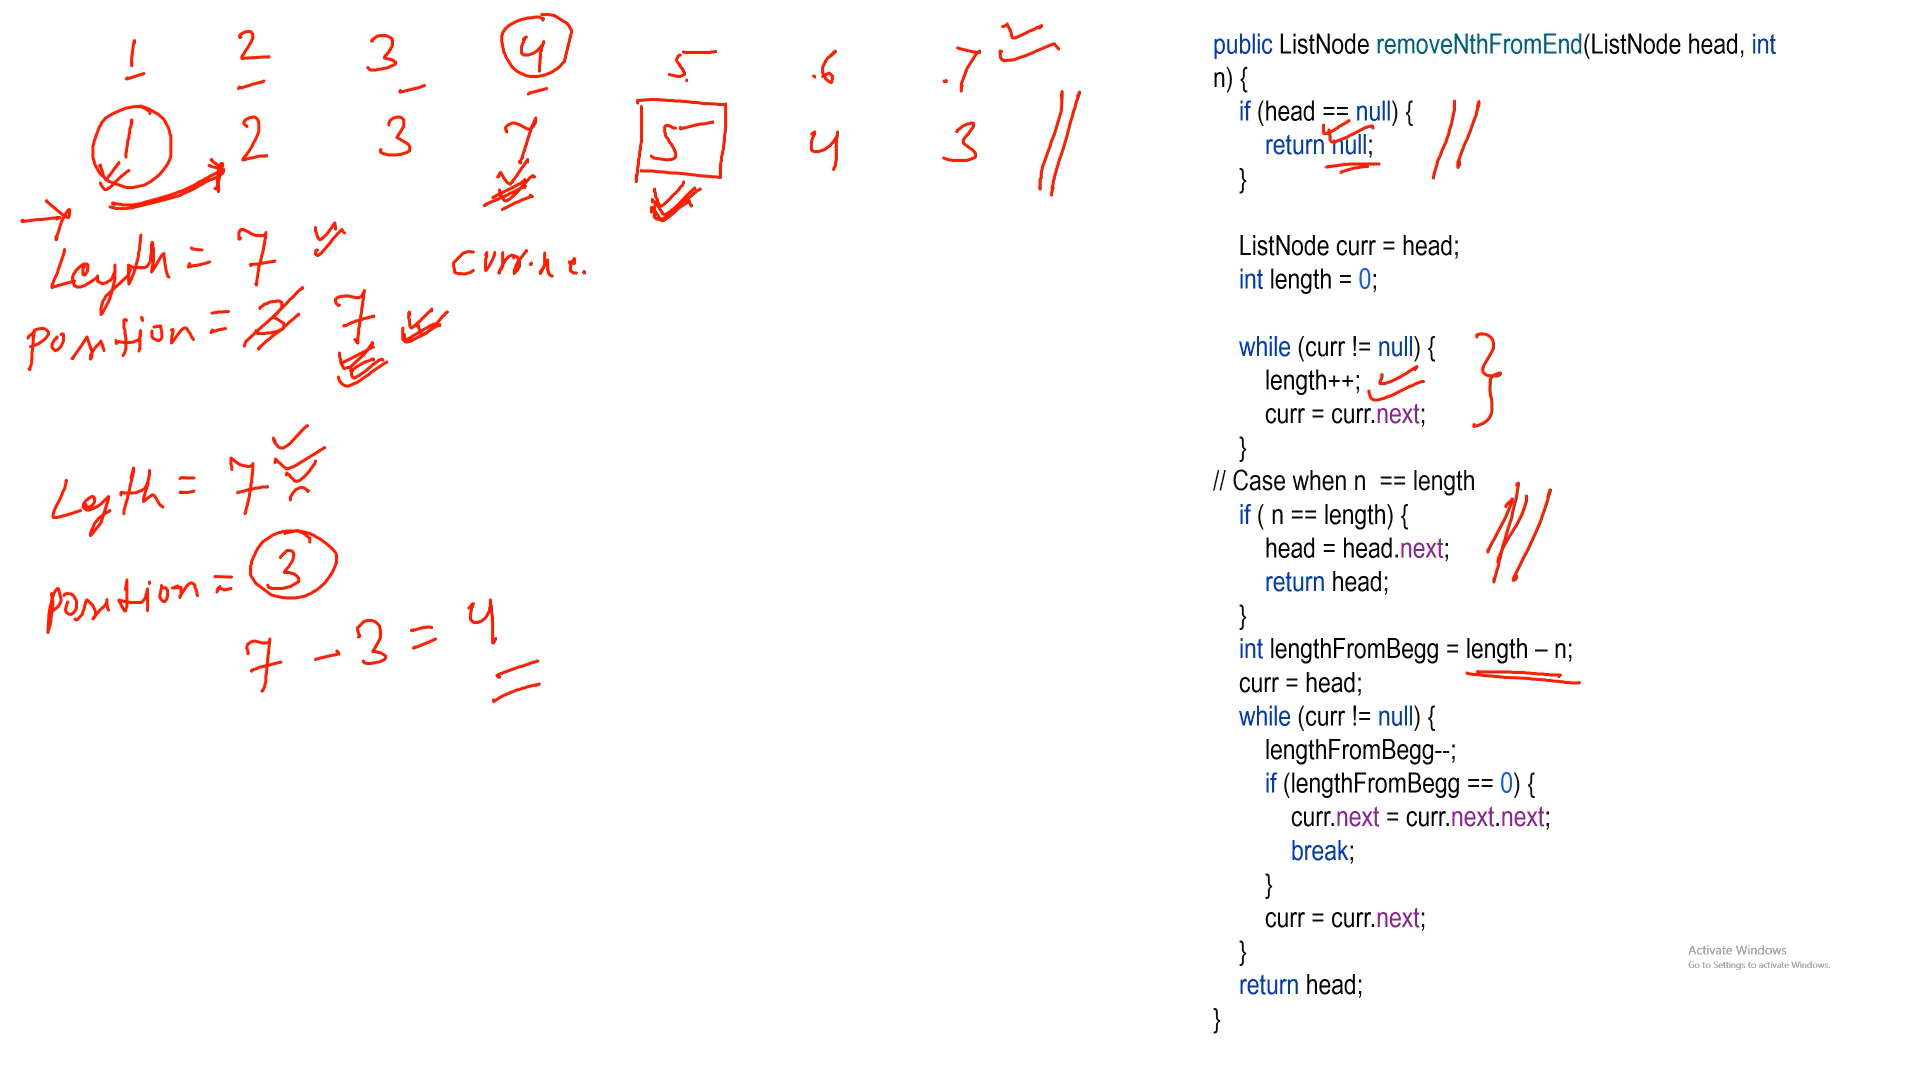 1 2 3 4 5 .6 .7
1 2 3 7 5 4 3
Length = 7
Position = 3 7
curr.ne.
Legth = 7
Position = 3
7 - 3 = 4
public ListNode removeNthFromEnd(ListNode head, int
n) {
if (head == null) {
return null;
}
ListNode curr = head;
int length = 0;
while (curr != null) {
length++;
curr = curr.next;
}
// Case when n == length
if ( n == length) {
head = head.next;
return head;
}
int lengthFromBegg = length – n;
curr = head;
while (curr != null) {
lengthFromBegg--;
if (lengthFromBegg == 0) {
curr.next = curr.next.next;
break;
}
curr = curr.next;
}
return head;
}
Activate Windows
Go to Settings to activate Windows.